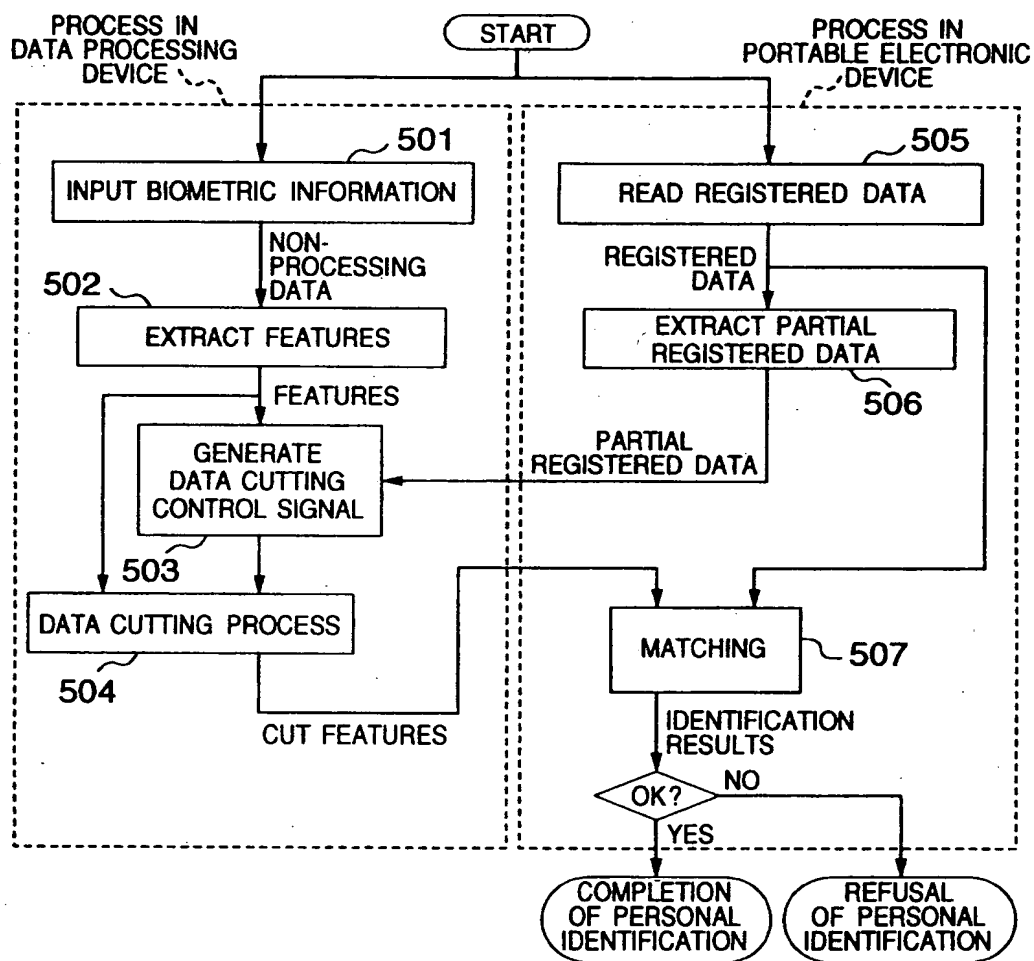 START
PROCESS IN
DATA PROCESSING
DEVICE
PROCESS IN
PORTABLE ELECTRONIC
DEVICE
501
INPUT BIOMETRIC INFORMATION
NON-
PROCESSING
DATA
502
EXTRACT FEATURES
FEATURES
GENERATE
DATA CUTTING
CONTROL SIGNAL
503
DATA CUTTING PROCESS
504
CUT FEATURES
505
READ REGISTERED DATA
REGISTERED
DATA
EXTRACT PARTIAL
REGISTERED DATA
506
PARTIAL
REGISTERED DATA
MATCHING
507
IDENTIFICATION
RESULTS
OK?
NO
YES
COMPLETION
OF PERSONAL
IDENTIFICATION
REFUSAL
OF PERSONAL
IDENTIFICATION